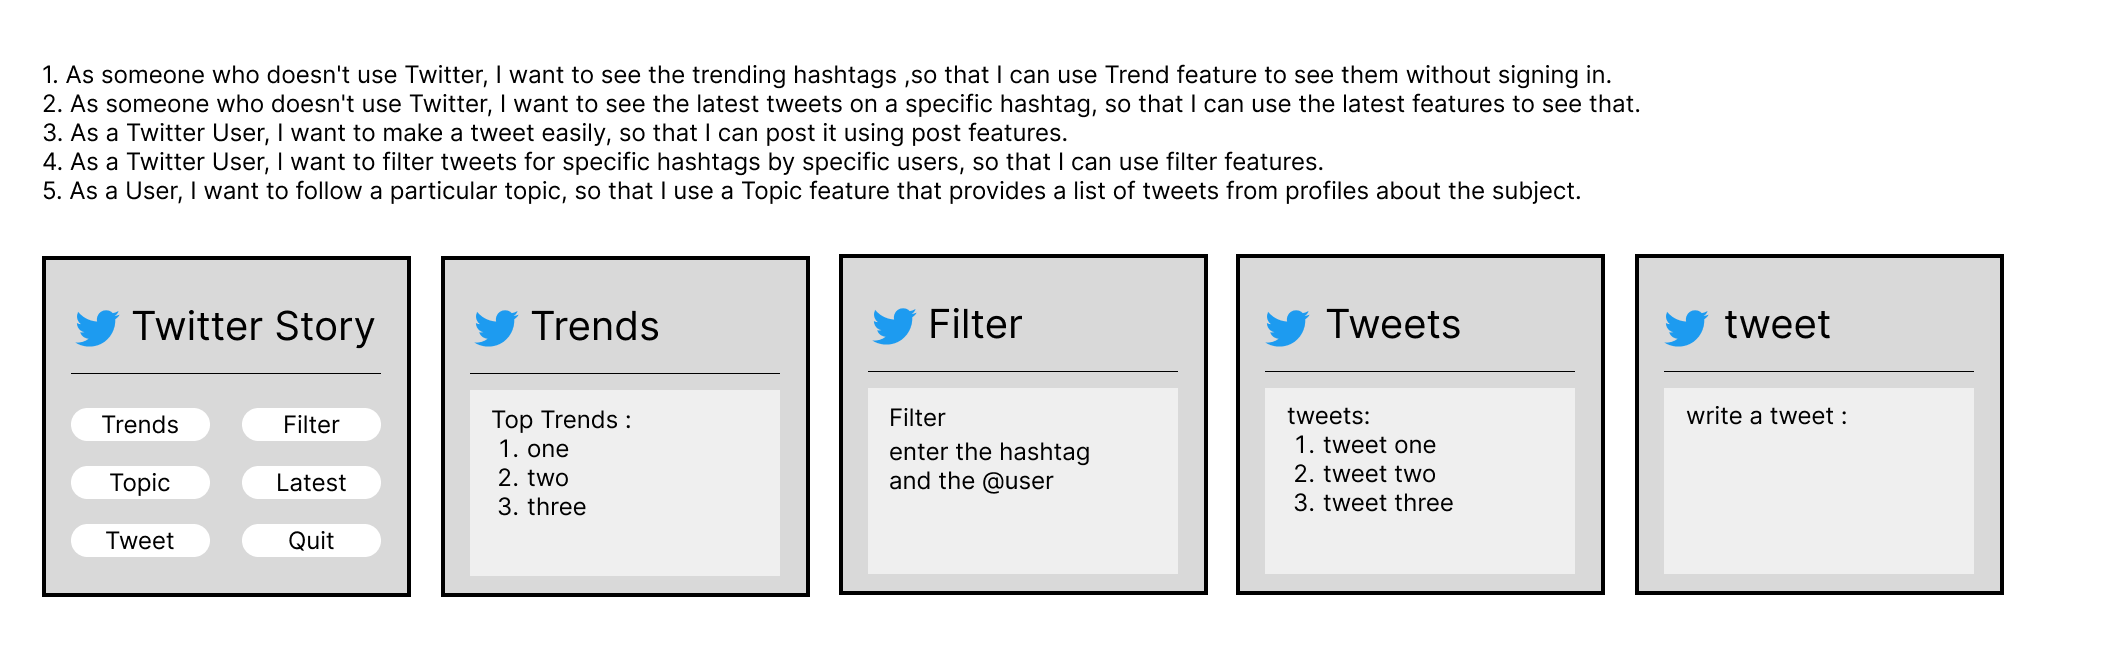 1. As someone who doesn't use Twitter, I want to see the trending hashtags ,so that I can use Trend feature to see them without signing in.
2. As someone who doesn't use Twitter, I want to see the latest tweets on a specific hashtag, so that I can use the latest features to see that.
3. As a Twitter User, I want to make a tweet easily, so that I can post it using post features.
4. As a Twitter User, I want to filter tweets for specific hashtags by specific users, so that I can use filter features.
5. As a User, I want to follow a particular topic, so that I use a Topic feature that provides a list of tweets from profiles about the subject.
Twitter Story
Trends
Filter
Topic
Latest
Tweet
Quit
Trends
Top Trends :
1. one
2. two
3. three
Filter
Filter
enter the hashtag
and the @user
Tweets
tweets:
1. tweet one
2. tweet two
3. tweet three
tweet
write a tweet :